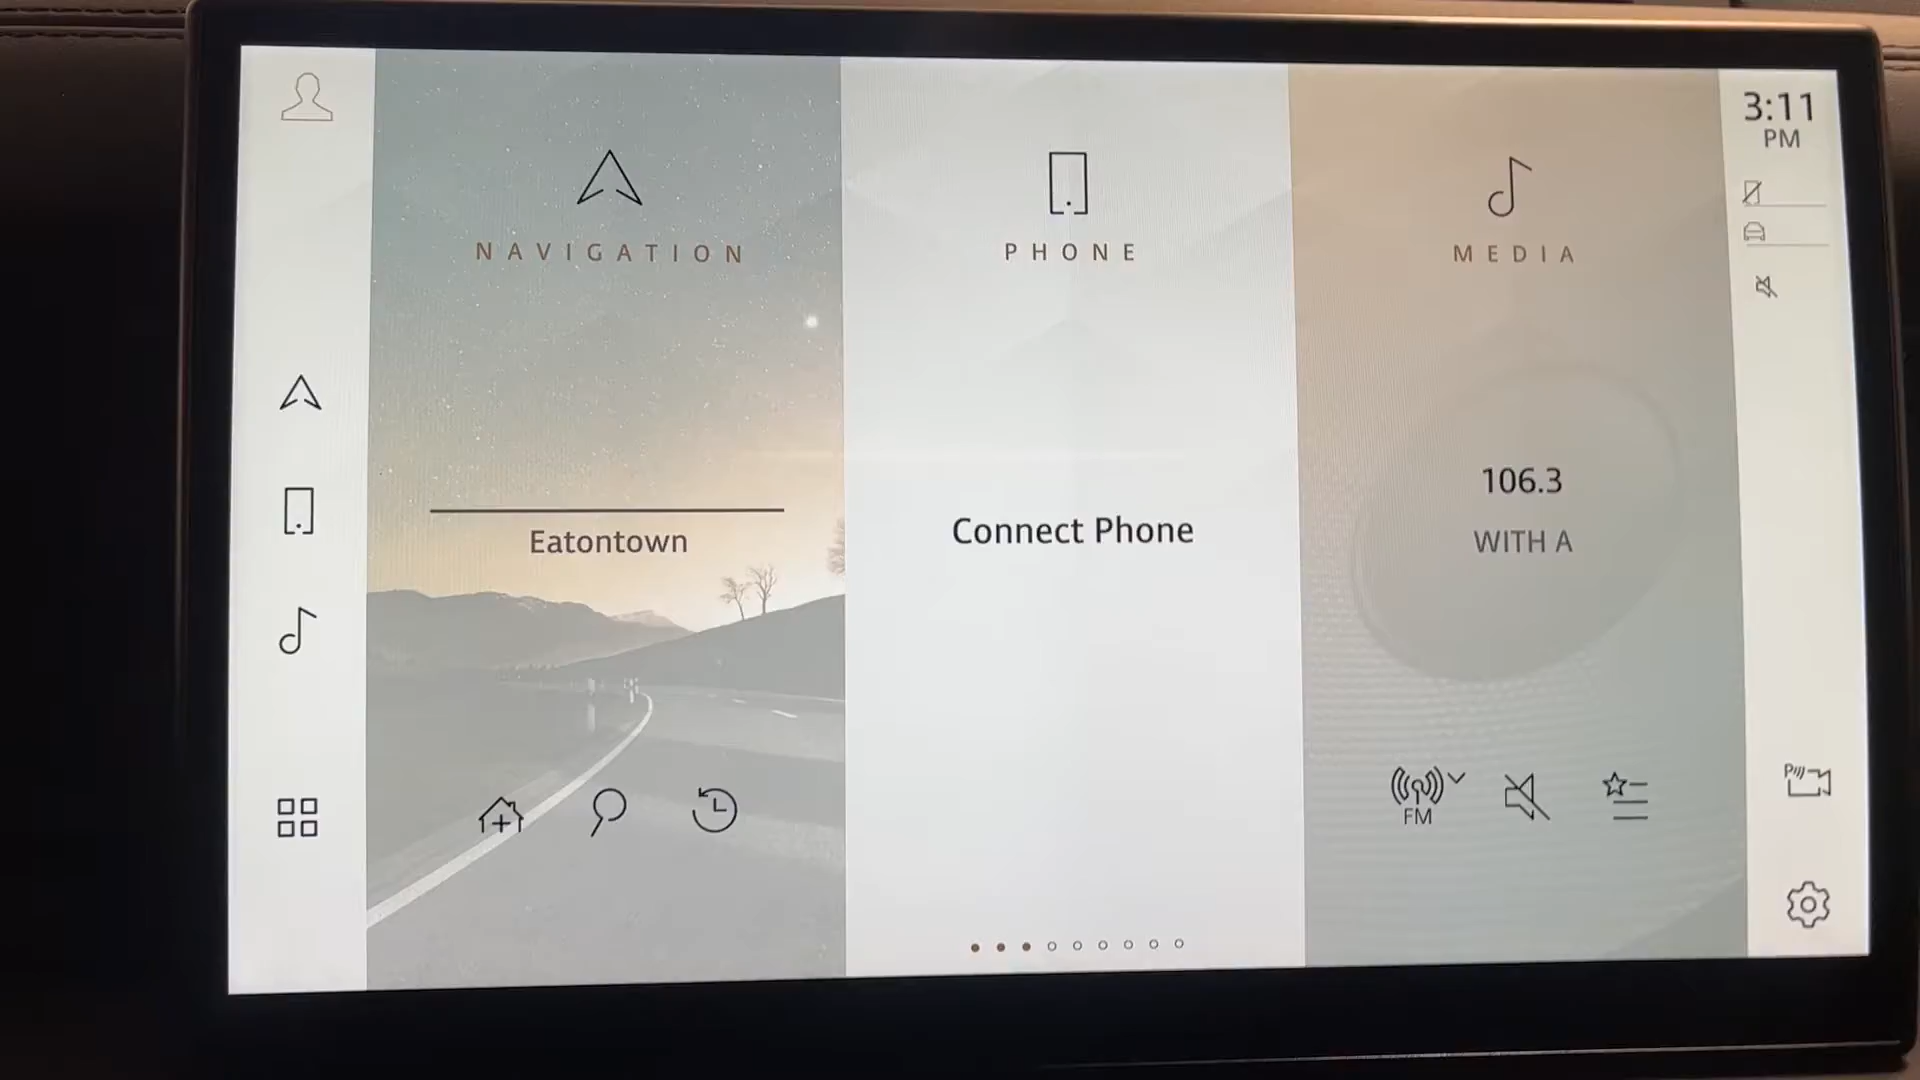 NAVIGATION
Eatontown
PHONE
Connect Phone
MEDIA
106.3
WITH A
FM
3:11
PM
P